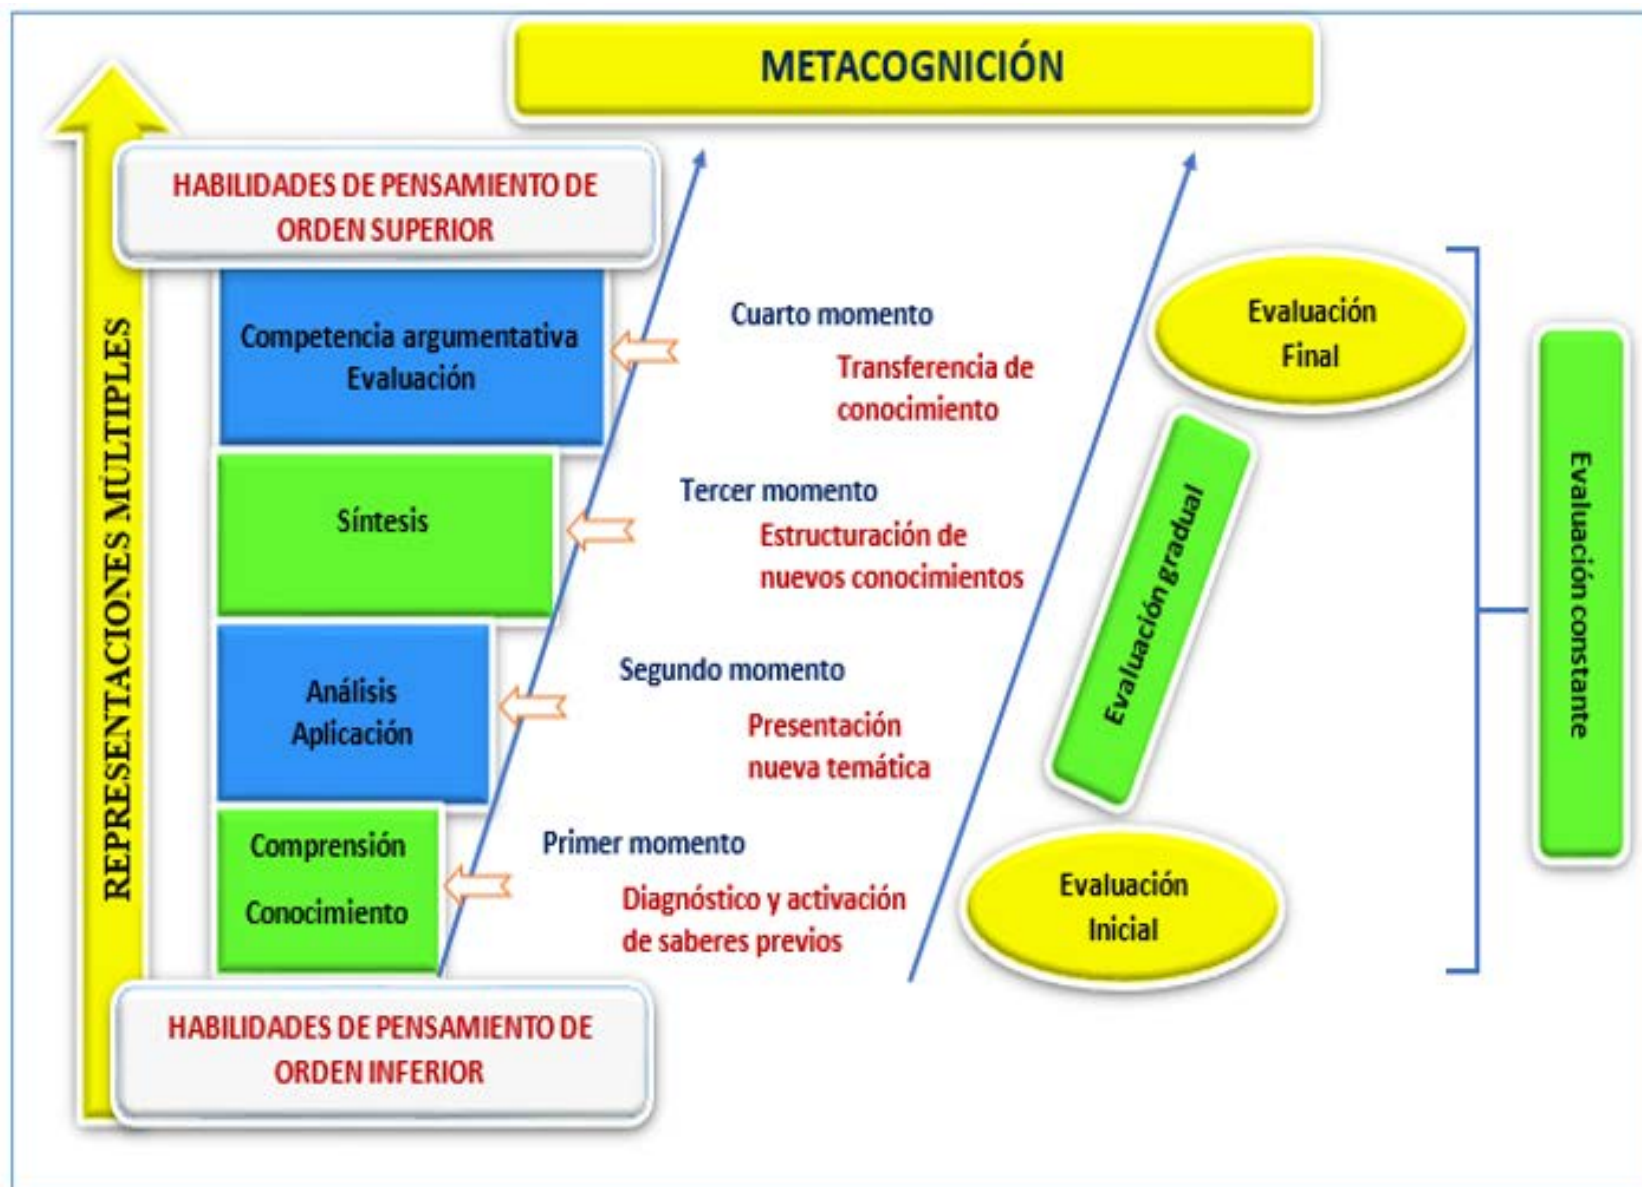 METACOGNICIÓN
HABILIDADES DE PENSAMIENTO DE
ORDEN SUPERIOR
REPRESENTACIONES MÚLTIPLES
Competencia argumentativa
Evaluación
Cuarto momento
Transferencia de
conocimiento
Síntesis
Tercer momento
Estructuración de
nuevos conocimientos
Análisis
Aplicación
Segundo momento
Presentación
nueva temática
Comprensión
Conocimiento
Primer momento
Diagnóstico y activación
de saberes previos
HABILIDADES DE PENSAMIENTO DE
ORDEN INFERIOR
Evaluación
Final
Evaluación gradual
Evaluación
Inicial
Evaluación constante